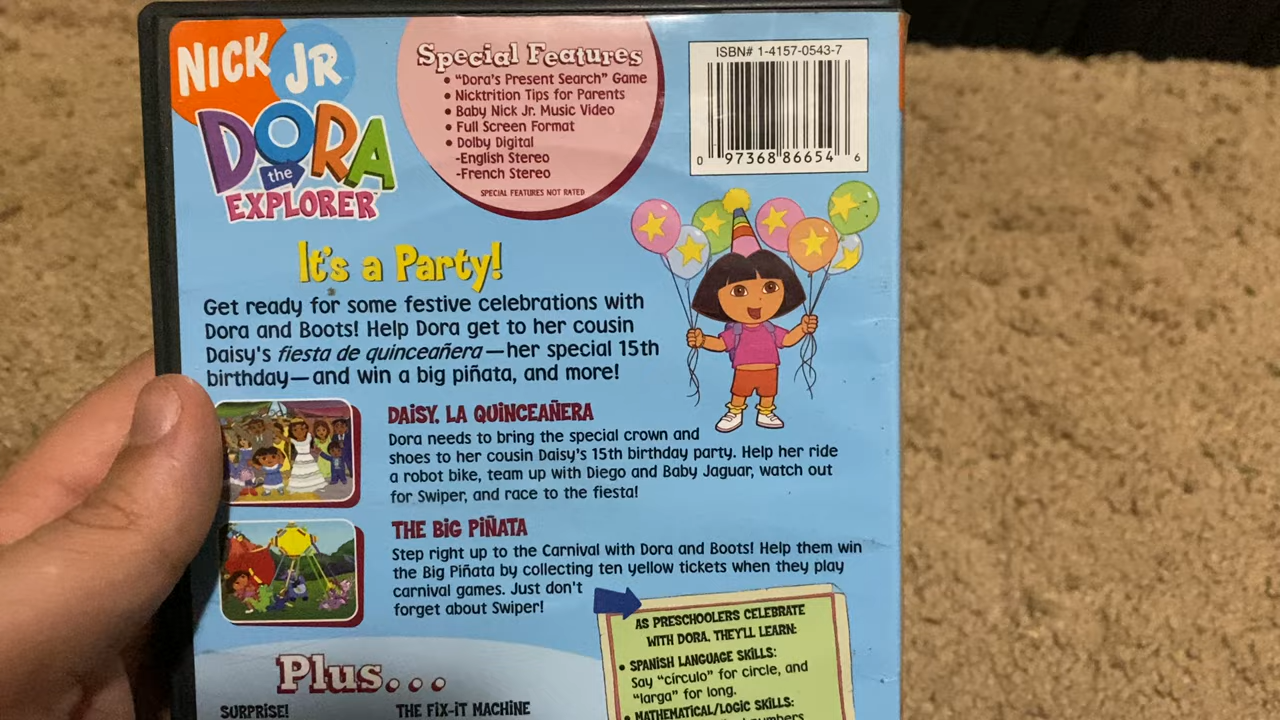 NICK JR
DORA
the
EXPLORER™
Special Features
• "Dora's Present Search" Game
• Nicktrition Tips for Parents
• Baby Nick Jr. Music Video
• Full Screen Format
• Dolby Digital
-English Stereo
-French Stereo
SPECIAL FEATURES NOT RATED
ISBN# 1-4157-0543-7
0 97368 86654 6
It's a Party!
Get ready for some festive celebrations with
Dora and Boots! Help Dora get to her cousin
Daisy's fiesta de quinceañera—her special 15th
birthday—and win a big piñata, and more!
DAISY, LA QUINCEAÑERA
Dora needs to bring the special crown and
shoes to her cousin Daisy's 15th birthday party. Help her ride
a robot bike, team up with Diego and Baby Jaguar, watch out
for Swiper, and race to the fiesta!
THE BIG PIÑATA
Step right up to the Carnival with Dora and Boots! Help them win
the Big Piñata by collecting ten yellow tickets when they play
carnival games. Just don't
forget about Swiper!
Plus...
SURPRISE!
THE FIX-IT MACHINE
AS PRESCHOOLERS CELEBRATE
WITH DORA, THEY'LL LEARN:
• SPANISH LANGUAGE SKILLS:
Say "círculo" for circle, and
"larga" for long.
• MATHEMATICAL/LOGIC SKILLS:
numbers